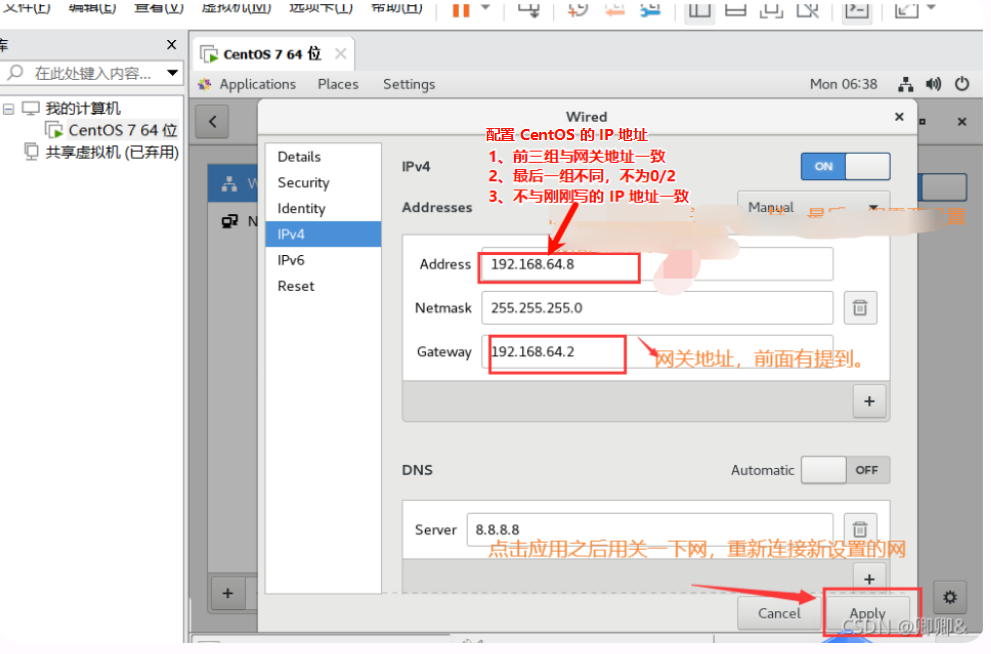 文件(F) 编辑(E) 查看(V) 虚拟机(M) 选项卡(T) 帮助(H)
库
在此处键入内容...
我的计算机
CentOS 7 64 位
共享虚拟机 (已弃用)
CentOS 7 64 位
Applications Places Settings Mon 06:38
Wired
配置 CentOS 的 IP 地址
1、前三组与网关地址一致
2、最后一组不同，不为0/2
3、不与刚刚写的 IP 地址一致
Details
Security
Identity
IPv4
IPv6
Reset
IPv4 ON
Addresses Manual
Address 192.168.64.8
Netmask 255.255.255.0
Gateway 192.168.64.2
网关地址，前面有提到。
DNS Automatic OFF
Server 8.8.8.8
点击应用之后用关一下网，重新连接新设置的网
Cancel Apply
CSDN @卿卿&